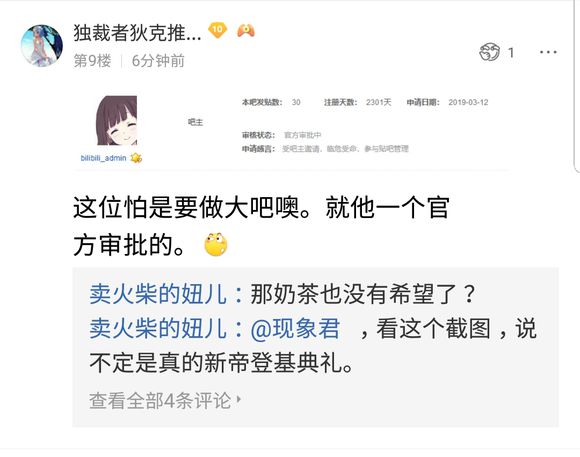 独裁者狄克推... 10
第9楼 6分钟前
1
本吧发贴数: 30 注册天数: 2301天 申请日期: 2019-03-12
吧主
审核状态: 官方审批中
申请感言: 受吧主邀请，临危受命，参与贴吧管理
bilibili_admin
这位怕是要做大吧噢。就他一个官
方审批的。
卖火柴的妞儿：那奶茶也没有希望了？
卖火柴的妞儿：@现象君 ，看这个截图，说
不定是真的新帝登基典礼。
查看全部4条评论